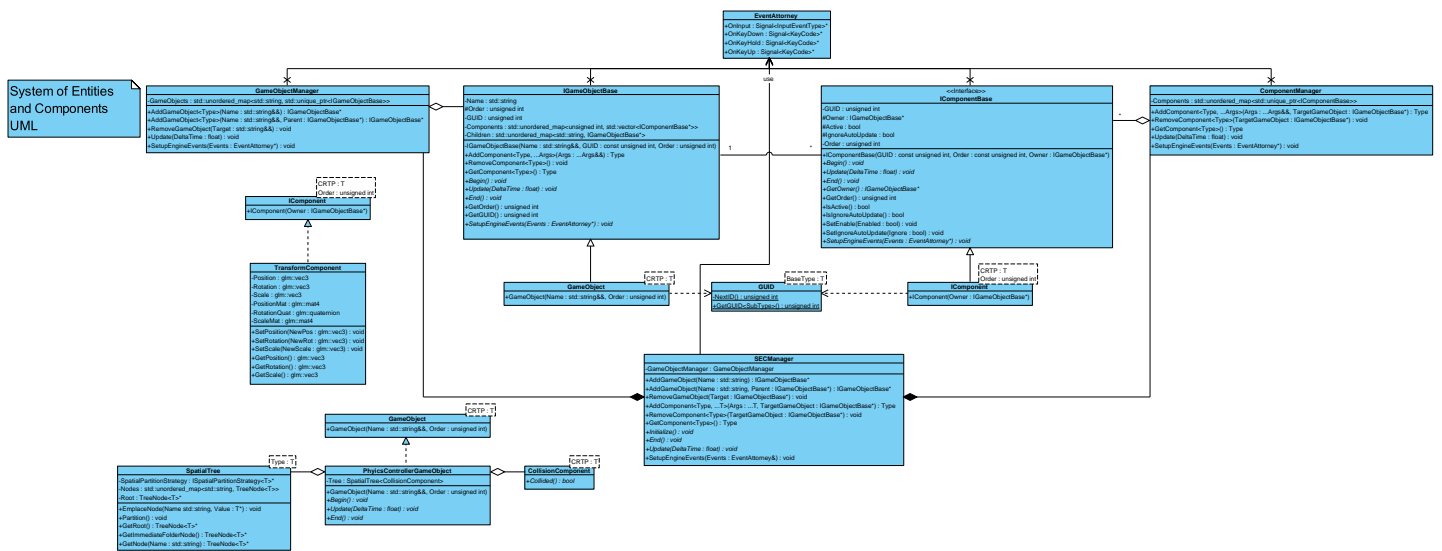 EventAttorney
+OnInput : Signal<InputEventType>*
+OnKeyDown : Signal<KeyCode>*
+OnKeyHold : Signal<KeyCode>*
+OnKeyUp : Signal<KeyCode>*
use
System of Entities
and Components
UML
GameObjectManager
-GameObjects : std::unordered_map<std::string, std::unique_ptr<IGameObjectBase>>
+AddGameObject<Type>(Name : std::string&&) : IGameObjectBase*
+AddGameObject<Type>(Name : std::string&&, Parent : IGameObjectBase*) : IGameObjectBase*
+RemoveGameObject(Target : std::string&&) : void
+Update(DeltaTime : float) : void
+SetupEngineEvents(Events : EventAttorney*)
IGameObjectBase
-Name : std::string
#Order : unsigned int
-GUID : unsigned int
-Components : std::unordered_map<unsigned int, std::vector<IComponentBase*>>
-Children : std::unordered_map<std::string, IGameObjectBase*>
-IGameObjectBase(Name : std::string&&, GUID : const unsigned int, Order : unsigned int)
+AddComponent<Type, ...Args>(Args : ...Args&&) : Type
+RemoveComponent<Type>() : void
+GetComponent<Type>() : Type
+Begin() : void
+Update(DeltaTime : float) : void
+End() : void
+GetOrder() : unsigned int
+GetGUID() : unsigned int
+SetupEngineEvents(Events : EventAttorney*) : void
1
*
<<Interface>>
IComponentBase
-GUID : unsigned int
#Owner : IGameObjectBase*
#Active : bool
#IgnoreAutoUpdate : bool
-Order : unsigned int
+IComponentBase(GUID : const unsigned int, Order : const unsigned int, Owner : IGameObjectBase*)
+Begin() : void
+Update(DeltaTime : float) : void
+End() : void
+GetOwner() : IGameObjectBase*
+GetOrder() : unsigned int
+IsActive() : bool
+IsIgnoreAutoUpdate() : bool
+SetEnable(Enabled : bool) : void
+SetIgnoreAutoUpdate(Ignore : bool) : void
+SetupEngineEvents(Events : EventAttorney*) : void
*
ComponentManager
-Components : std::unordered_map<std::unique_ptr<IComponentBase>>
+AddComponent<Type, ...Args>(Args : ...Args&&, TargetGameObject : IGameObjectBase*) : Type
+RemoveComponent<Type>(TargetGameObject : IGameObjectBase*) : void
+GetComponent<Type>() : Type
+Update(DeltaTime : float) : void
+SetupEngineEvents(Events : EventAttorney*) : void
CRTP : T
Order : unsigned int
IComponent
+IComponent(Owner : IGameObjectBase*)
TransformComponent
-Position : glm::vec3
-Rotation : glm::vec3
-Scale : glm::vec3
-PositionMat : glm::mat4
-RotationQuat : glm::quaternion
-ScaleMat : glm::mat4
+SetPosition(NewPos : glm::vec3) : void
+SetRotation(NewRot : glm::vec3) : void
+SetScale(NewScale : glm::vec3) : void
+GetPosition() : glm::vec3
+GetRotation() : glm::vec3
+GetScale() : glm::vec3
CRTP : T
GameObject
+GameObject(Name : std::string&&, Order : unsigned int)
BaseType : T
GUID
-NextID() : unsigned int
+GetGUID<SubType>() : unsigned int
CRTP : T
Order : unsigned int
IComponent
+IComponent(Owner : IGameObjectBase*)
SECManager
-GameObjectManager : GameObjectManager
+AddGameObject(Name : std::string) : IGameObjectBase*
+AddGameObject(Name : std::string, Parent : IGameObjectBase*) : IGameObjectBase*
+RemoveGameObject(Target : IGameObjectBase*) : void
+AddComponent<Type, ...T>(Args : ...T, TargetGameObject : IGameObjectBase*) : Type
+RemoveComponent<Type>(TargetGameObject : IGameObjectBase*) : void
+GetComponent<Type>() : Type
+Initialize() : void
+End() : void
+Update(DeltaTime : float) : void
+SetupEngineEvents(Events : EventAttorney&) : void
CRTP : T
GameObject
+GameObject(Name : std::string&&, Order : unsigned int)
Type : T
SpatialTree
-SpatialPartitionStrategy : ISpatialPartitionStrategy<T>*
-Nodes : std::unordered_map<std::string, TreeNode<T>>
-Root : TreeNode<T>*
+EmplaceNode(Name std::string, Value : T*) : void
+Partition() : void
+GetRoot() : TreeNode<T>*
+GetImmediateFolderNode() : TreeNode<T>*
+GetNode(Name : std::string) : TreeNode<T>*
PhyicsControllerGameObject
-Tree : SpatialTree<CollisionComponent>
+GameObject(Name : std::string&&, Order : unsigned int)
+Begin() : void
+Update(DeltaTime : float) : void
+End() : void
CRTP : T
CollisionComponent
+Collided() : bool